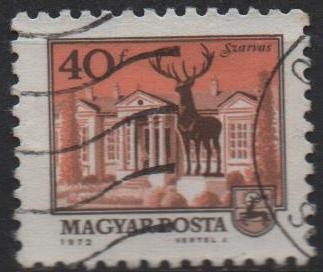 40f Szarvas
MAGYAR POSTA
1972 VERTEL J.